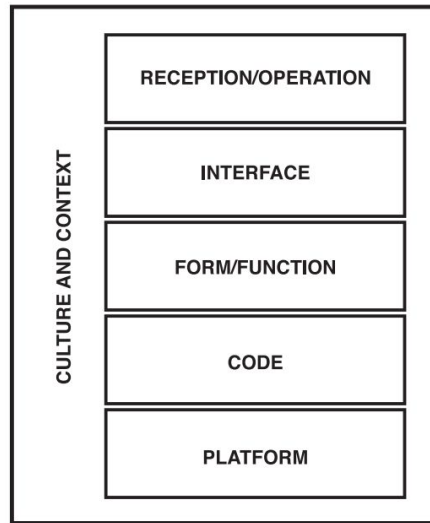 CULTURE AND CONTEXT
RECEPTION/OPERATION
INTERFACE
FORM/FUNCTION
CODE
PLATFORM